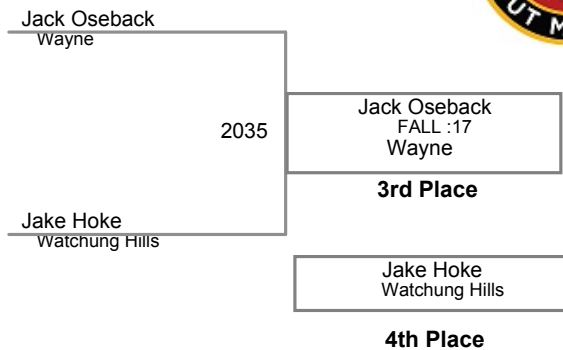 Jack Oseback
Wayne
UT M
2035
Jack Oseback
FALL :17
Wayne
3rd Place
Jake Hoke
Watchung Hills
Jake Hoke
Watchung Hills
4th Place